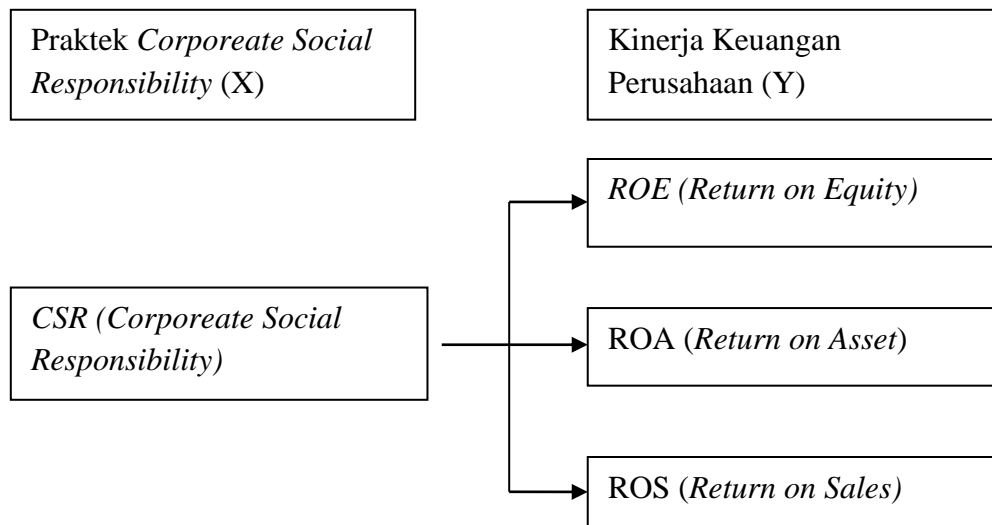 Praktek Corporeate Social
Responsibility (X)
Kinerja Keuangan
Perusahaan (Y)
ROE (Return on Equity)
CSR (Corporeate Social
Responsibility)
ROA (Return on Asset)
ROS (Return on Sales)